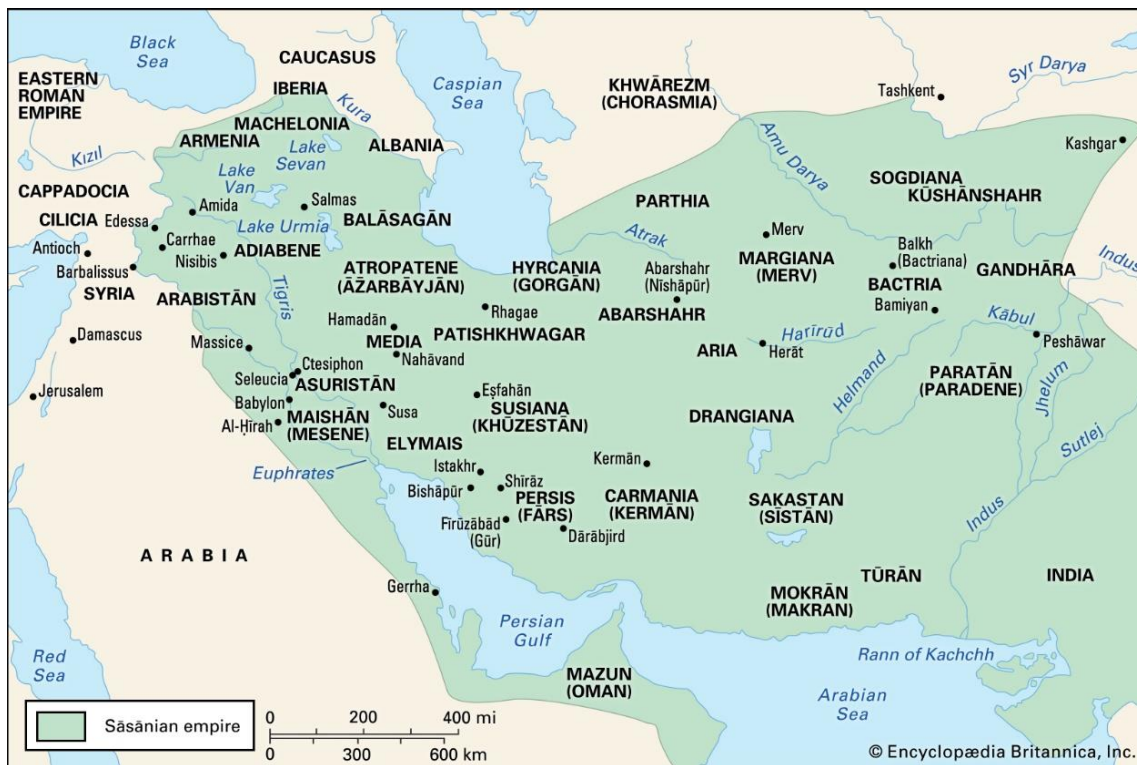 Black
Sea
CAUCASUS
EASTERN
ROMAN
EMPIRE
IBERIA
Kura
Caspian
Sea
KHWĀREZM
(CHORASMIA)
Tashkent
Syr Darya
MACHELONIA
ARMENIA
Lake
Sevan
ALBANIA
Kızıl
Amu Darya
Kashgar
CAPPADOCIA
Lake
Van
Salmas
SOGDIANA
KŪSHĀNSHAHR
CILICIA
Amida
Edessa
Lake Urmia
BALĀSAGĀN
PARTHIA
Antioch
Carrhae
Nisibis
ADIABENE
Atrak
Merv
Barbalissus
SYRIA
ATROPATENE
(ĀZ̄ARBĀYJĀN)
HYRCANIA
(GORGĀN)
Abarshahr
(Nīshāpūr)
MARGIANA
(MERV)
Balkh
(Bactriana)
GANDHĀRA
Indus
ARABISTĀN
Tigris
Rhagae
ABARSHAHR
BACTRIA
Bamiyan
Damascus
Hamadān
MEDIA
PATISHKHWAGAR
Harīrūd
Kābul
Massice
Nahāvand
ARIA
Herāt
Peshāwar
Ctesiphon
Seleucia
ASURISTĀN
Helmand
PARATĀN
(PARADENE)
Jhelum
Jerusalem
Babylon
Eṣfahān
Susa
SUSIANA
(KHŪZESTĀN)
DRANGIANA
Sutlej
Al-Ḥīrah
MAISHĀN
(MESENE)
ELYMAIS
Euphrates
Istakhr
Kermān
Bishāpūr
Shīrāz
PERSIS
(FĀRS)
CARMANIA
(KERMĀN)
SAKASTAN
(SĪSTĀN)
Indus
Fīrūzābād
(Gūr)
Dārābjird
ARABIA
Gerrha
MOKRĀN
(MAKRAN)
TŪRĀN
INDIA
Persian
Gulf
Red
Sea
Rann of Kachchh
MAZUN
(OMAN)
Arabian
Sea
Sāsānian empire
0 200 400 mi
0 300 600 km
© Encyclopædia Britannica, Inc.